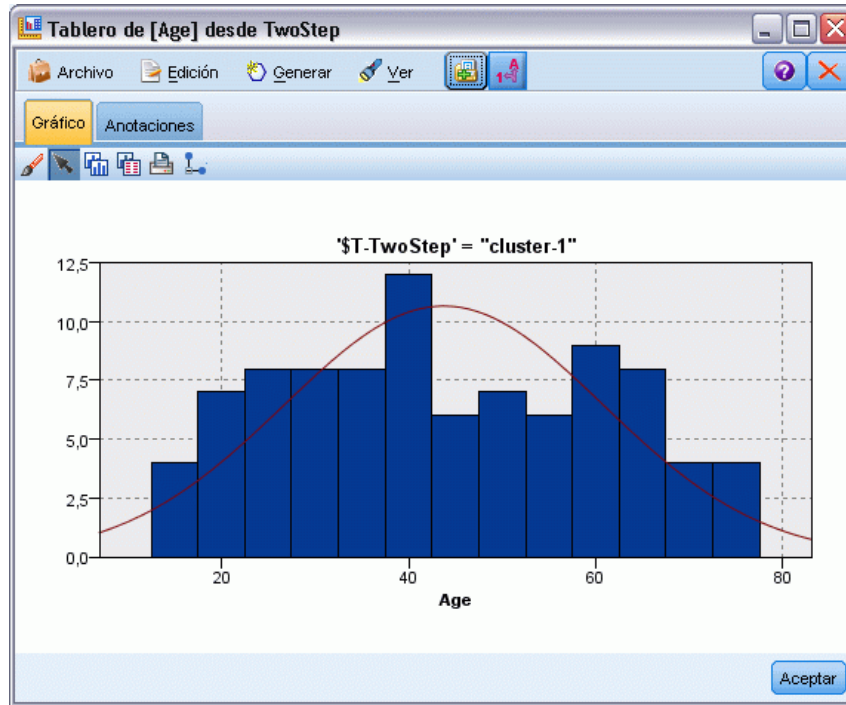 Tablero de [Age] desde TwoStep
Archivo Edición Generar Ver
Gráfico Anotaciones
'$T-TwoStep' = "cluster-1"
12,5
10,0
7,5
5,0
2,5
0,0
20 40 60 80
Age
Aceptar